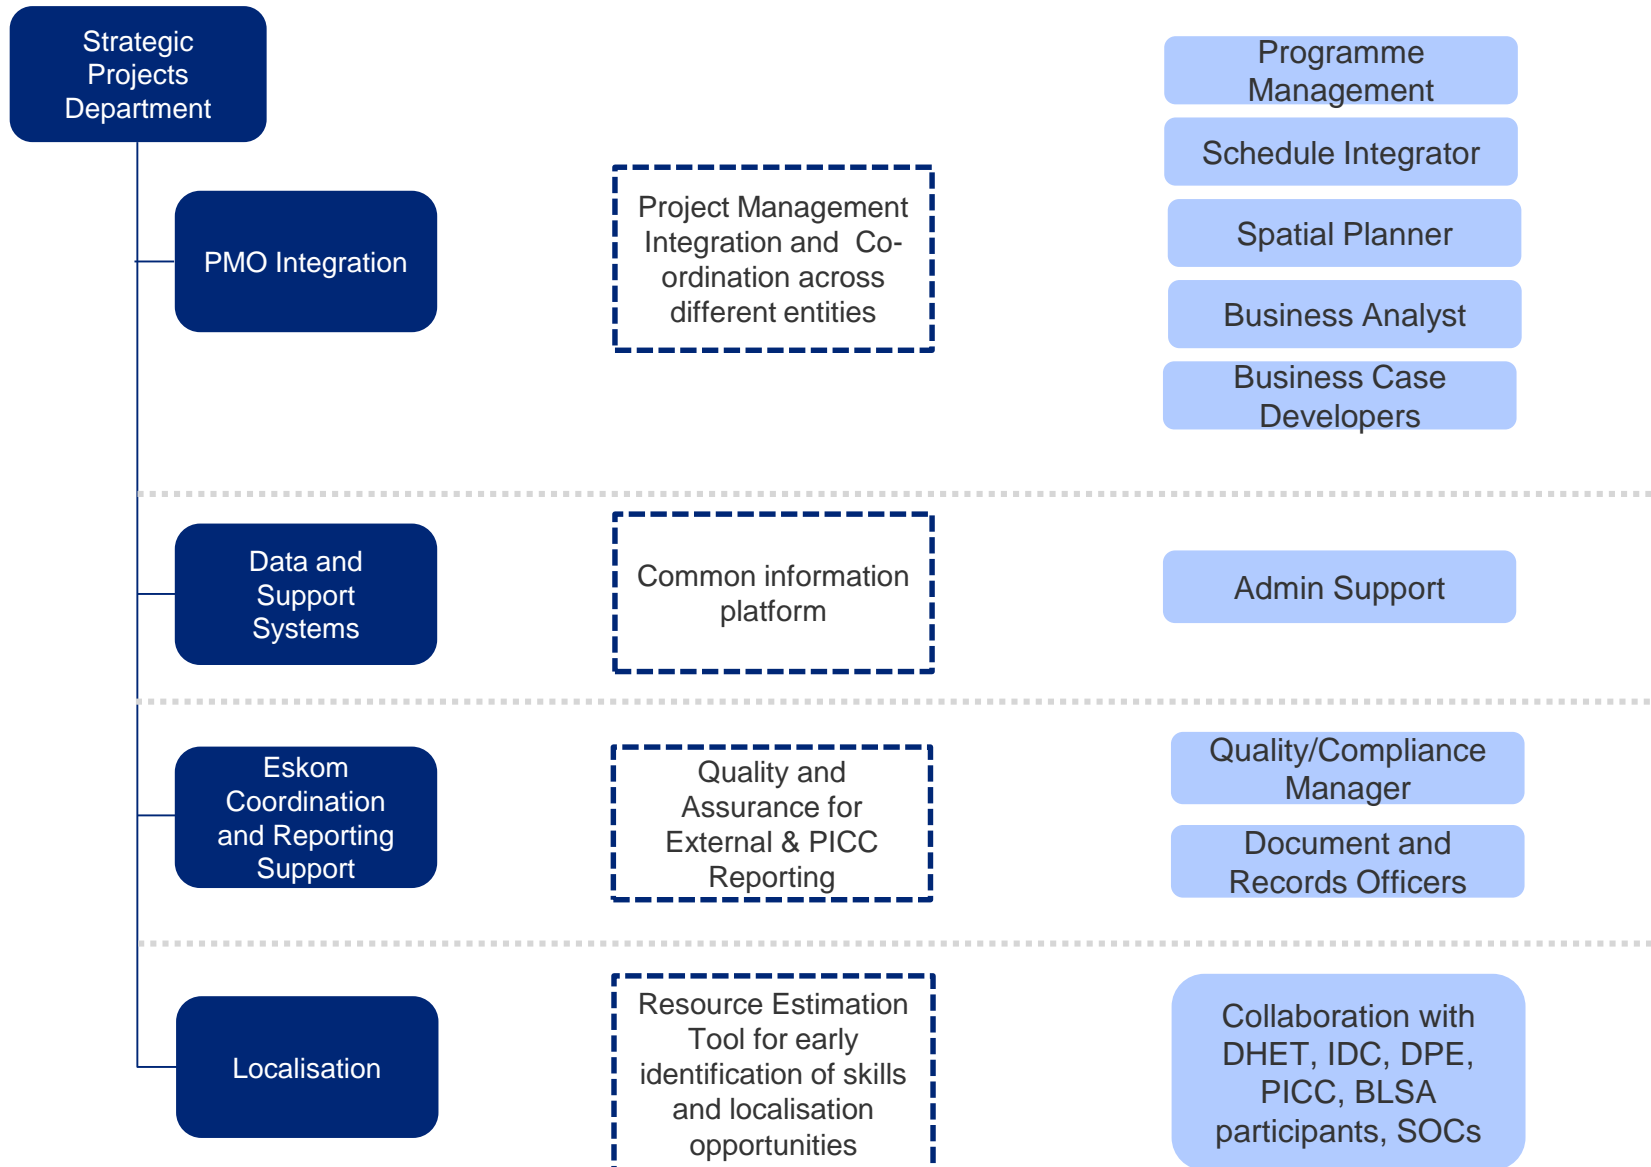 Strategic
Projects
Department
PMO Integration
Project Management
Integration and  Co-
ordination across
different entities
Programme
Management
Schedule Integrator
Spatial Planner
Business Analyst
Business Case
Developers
Data and
Support
Systems
Common information
platform
Admin Support
Eskom
Coordination
and Reporting
Support
Quality and
Assurance for
External & PICC
Reporting
Quality/Compliance
Manager
Document and
Records Officers
Localisation
Resource Estimation
Tool for early
identification of skills
and localisation
opportunities
Collaboration with
DHET, IDC, DPE,
PICC, BLSA
participants, SOCs